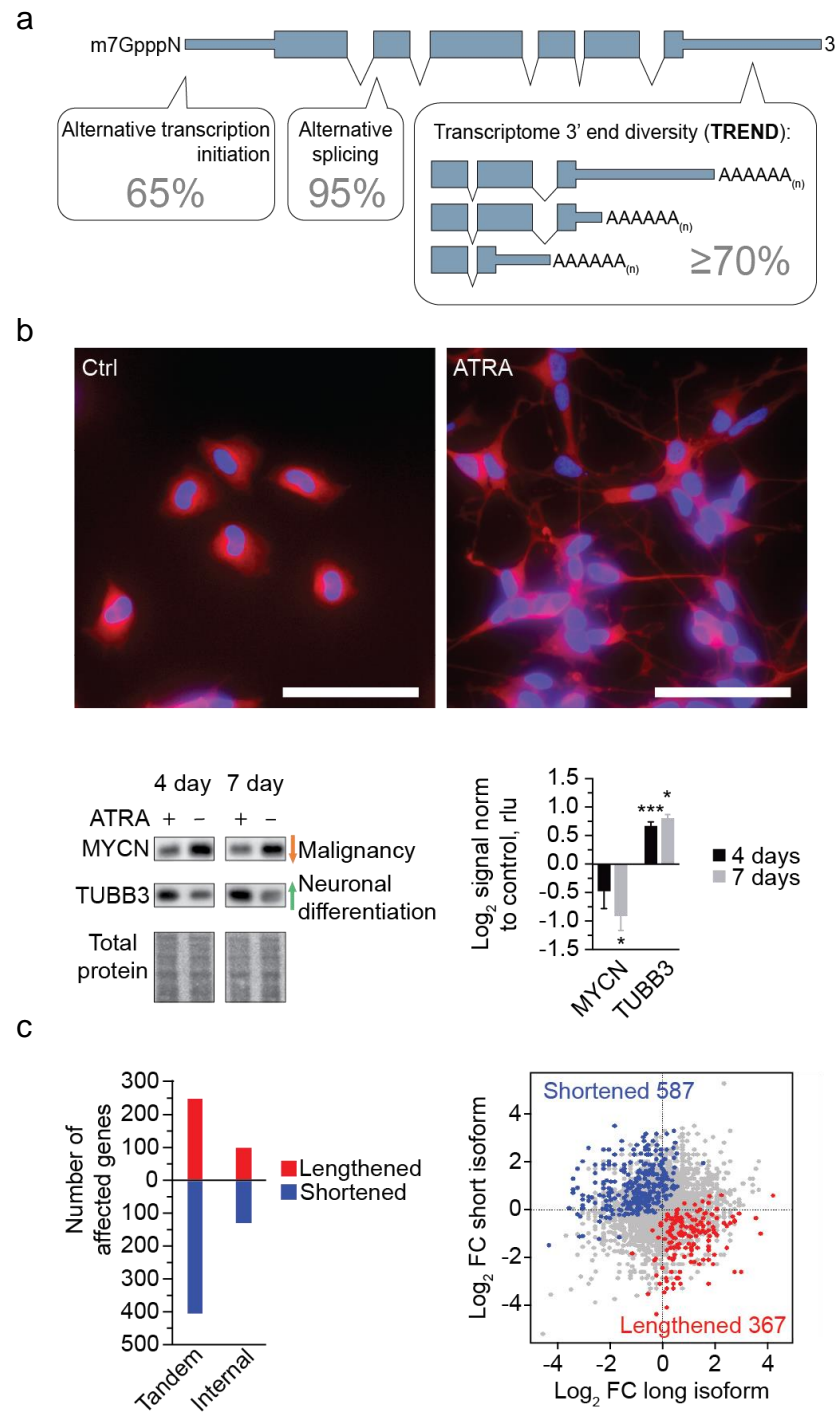 a
m7GpppN
3
Alternative transcription
initiation
65%
Alternative
splicing
95%
Transcriptome 3' end diversity (TREND):
AAAAAA(n)
AAAAAA(n)
AAAAAA(n)
≥70%
b
Ctrl
ATRA
4 day 7 day
ATRA + – + –
MYCN
Malignancy
TUBB3
Neuronal
differentiation
Total
protein
Log2 signal norm
to control, rlu
1.5
1.0
0.5
0.0
-0.5
-1.0
-1.5
***
*
*
MYCN
TUBB3
4 days
7 days
c
Number of
affected genes
300
200
100
0
100
200
300
400
500
Tandem
Internal
Lengthened
Shortened
Log2 FC short isoform
4
2
0
-2
-4
Shortened 587
Lengthened 367
-4 -2 0 2 4
Log2 FC long isoform